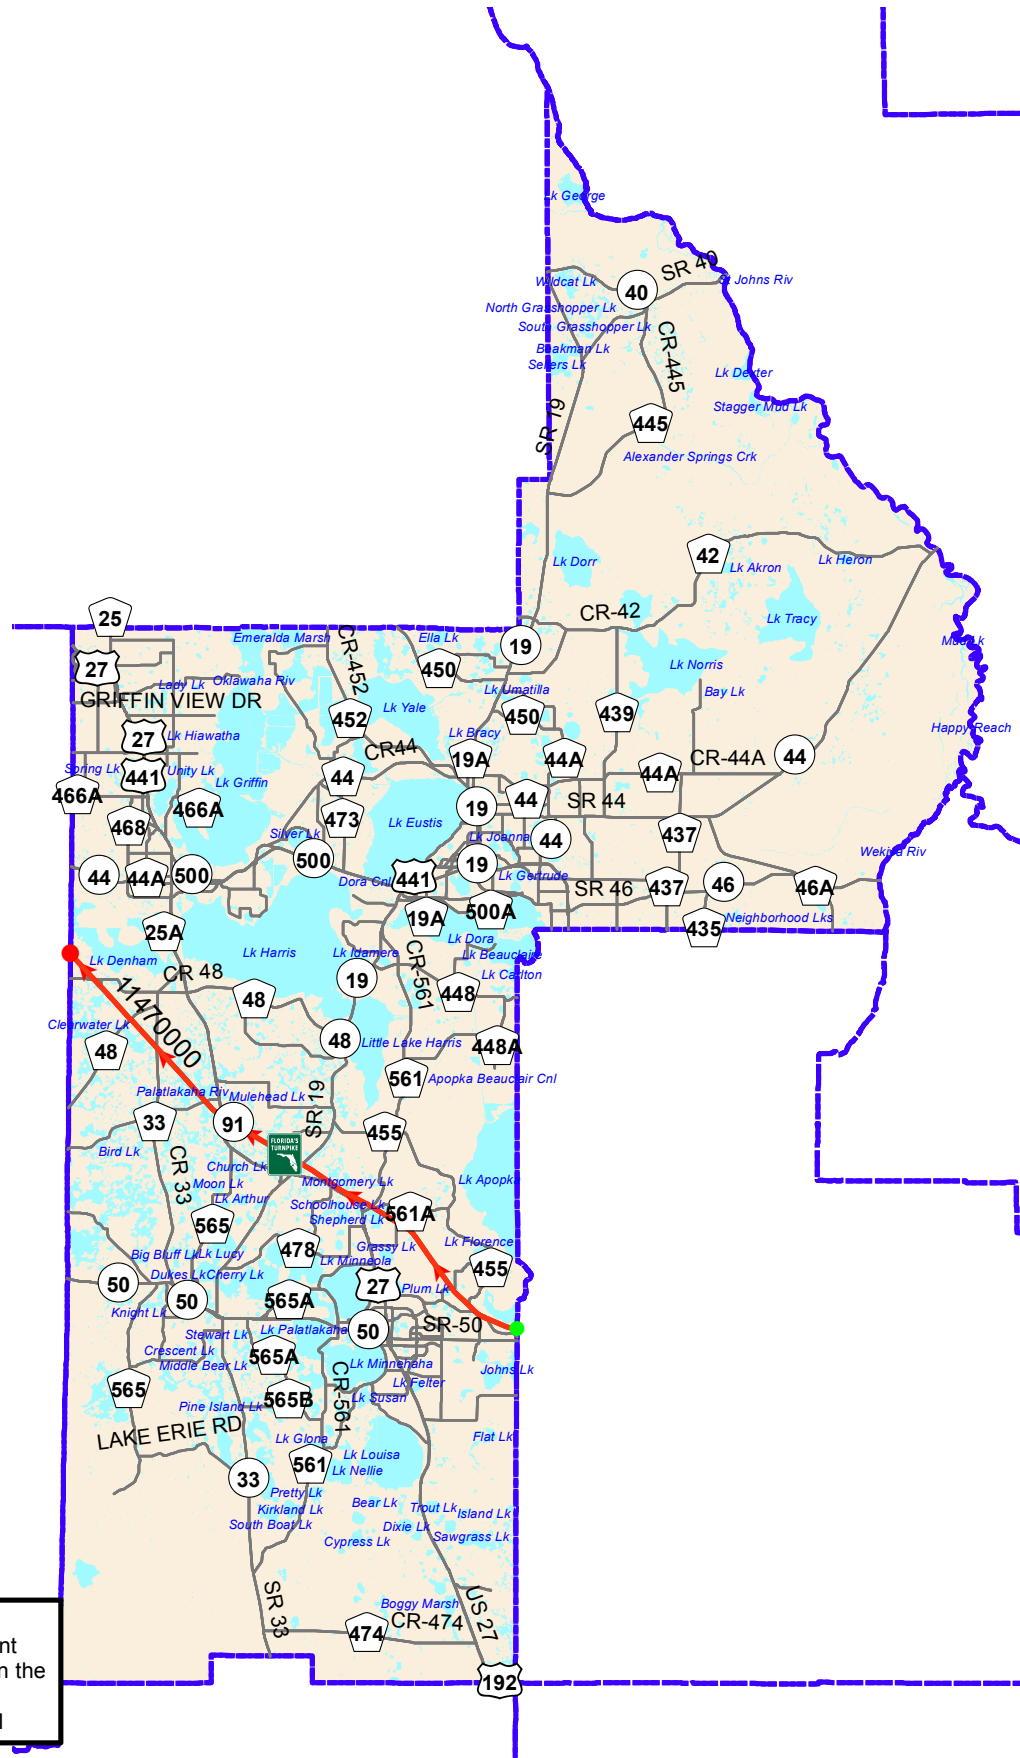 Lk George
SR 40
St Johns Riv
Wildcat Lk
40
North Grasshopper Lk
South Grasshopper Lk
CR-445
Beakman Lk
Sellers Lk
Lk Dexter
Stagger Mud Lk
SR 19
445
Alexander Springs Crk
42
Lk Dorr
Lk Akron
Lk Heron
25
CR-42
Lk Tracy
Emeralda Marsh
CR-452
Ella Lk
19
Mud Lk
27
450
Lk Norris
Lady Lk
Oklawaha Riv
Lk Umatilla
Bay Lk
GRIFFIN VIEW DR
Lk Yale
452
450
439
Happy Reach
27
Lk Hiawatha
Lk Bracy
CR44
19A
44A
CR-44A
44
Spring Lk
441
Unity Lk
Lk Griffin
44
44A
466A
466A
19
44
SR 44
473
468
Lk Eustis
Silver Lk
Lk Joanna
44
437
500
19
Wekiva Riv
44
44A
500
Dora Cnl
441
Lk Gertrude
SR 46
437
46
46A
19A
500A
Neighborhood Lks
435
25A
Lk Dora
Lk Harris
Lk Idamere
Lk Beauclaire
Lk Denham
CR-561
CR 48
19
Lk Carlton
448
48
11470000
Clearwater Lk
48
48
Little Lake Harris
448A
561
Apopka Beauclair Cnl
Palatlakaha Riv
Mulehead Lk
SR 19
33
91
455
FLORIDA'S
TURNPIKE
Bird Lk
CR 33
Church Lk
Moon Lk
Montgomery Lk
Lk Apopka
Lk Arthur
Schoolhouse Lk
561A
565
Shepherd Lk
478
Grassy Lk
Lk Florence
Big Bluff Lk
Lk Lucy
Lk Minneola
455
Dukes Lk
Cherry Lk
50
27
Plum Lk
50
565A
Knight Lk
SR-50
Stewart Lk
Lk Palatlakaha
50
Crescent Lk
565A
Middle Bear Lk
Lk Minnehaha
Johns Lk
565
CR-561
Lk Felter
565B
Lk Susan
Pine Island Lk
LAKE ERIE RD
Lk Glona
Flat Lk
Lk Louisa
561
Lk Nellie
33
Pretty Lk
Bear Lk
Trout Lk
Island Lk
Kirkland Lk
South Boat Lk
Dixie Lk
Sawgrass Lk
Cypress Lk
SR 33
Boggy Marsh
US 27
474
CR-474
192